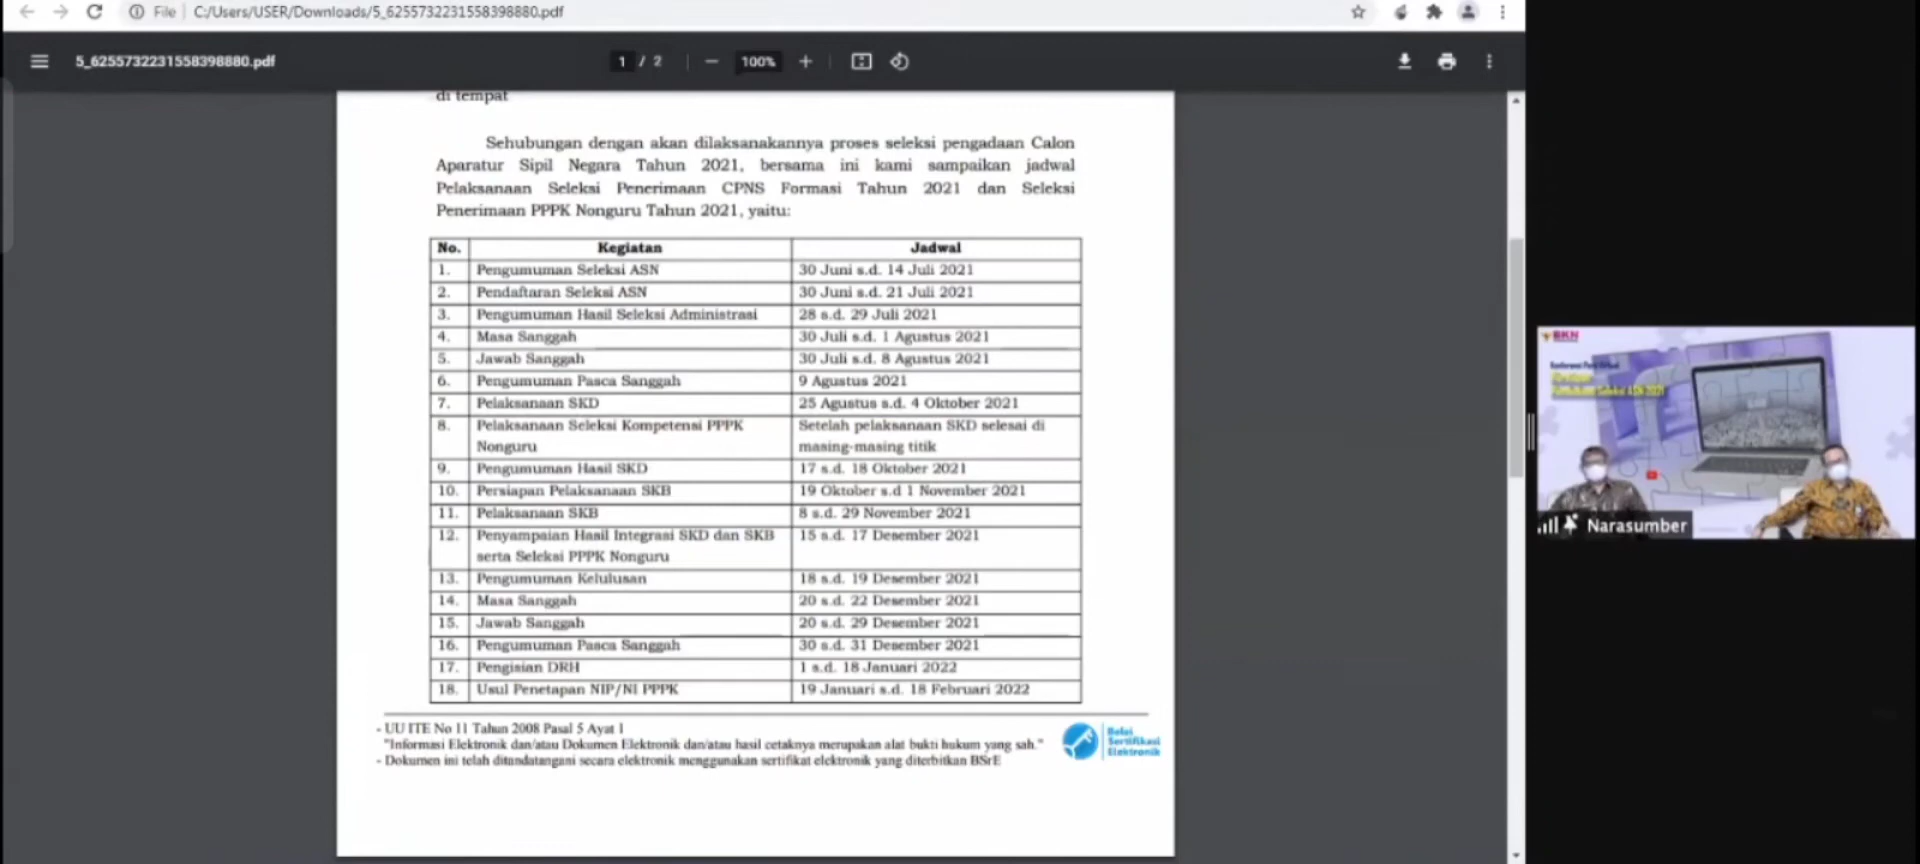 File C:/Users/USER/Downloads/5_6255732231558398880.pdf
5_6255732231558398880.pdf
1 / 2
100%
di tempat
Sehubungan dengan akan dilaksanakannya proses seleksi pengadaan Calon
Aparatur Sipil Negara Tahun 2021, bersama ini kami sampaikan jadwal
Pelaksanaan Seleksi Penerimaan CPNS Formasi Tahun 2021 dan Seleksi
Penerimaan PPPK Nonguru Tahun 2021, yaitu:
No. Kegiatan Jadwal
1. Pengumuman Seleksi ASN 30 Juni s.d. 14 Juli 2021
2. Pendaftaran Seleksi ASN 30 Juni s.d. 21 Juli 2021
3. Pengumuman Hasil Seleksi Administrasi 28 s.d. 29 Juli 2021
4. Masa Sanggah 30 Juli s.d. 1 Agustus 2021
5. Jawab Sanggah 30 Juli s.d. 8 Agustus 2021
6. Pengumuman Pasca Sanggah 9 Agustus 2021
7. Pelaksanaan SKD 25 Agustus s.d. 4 Oktober 2021
8. Pelaksanaan Seleksi Kompetensi PPPK Setelah pelaksanaan SKD selesai di
Nonguru masing-masing titik
9. Pengumuman Hasil SKD 17 s.d. 18 Oktober 2021
10. Persiapan Pelaksanaan SKB 19 Oktober s.d 1 November 2021
11. Pelaksanaan SKB 8 s.d. 29 November 2021
12. Penyampaian Hasil Integrasi SKD dan SKB 15 s.d. 17 Desember 2021
serta Seleksi PPPK Nonguru
13. Pengumuman Kelulusan 18 s.d. 19 Desember 2021
14. Masa Sanggah 20 s.d. 22 Desember 2021
15. Jawab Sanggah 20 s.d. 29 Desember 2021
16. Pengumuman Pasca Sanggah 30 s.d. 31 Desember 2021
17. Pengisian DRH 1 s.d. 18 Januari 2022
18. Usul Penetapan NIP/NI PPPK 19 Januari s.d. 18 Februari 2022
- UU ITE No 11 Tahun 2008 Pasal 5 Ayat 1
"Informasi Elektronik dan/atau Dokumen Elektronik dan/atau hasil cetaknya merupakan alat bukti hukum yang sah."
- Dokumen ini telah ditandatangani secara elektronik menggunakan sertifikat elektronik yang diterbitkan BSrE
Balai
Sertifikasi
Elektronik
BKN
Seleksi ASN 2021
Narasumber